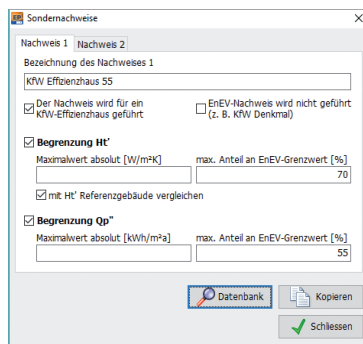 Sondernachweise
Nachweis 1 Nachweis 2
Bezeichnung des Nachweises 1
KfW Effizienzhaus 55
Der Nachweis wird für ein EnEV-Nachweis wird nicht geführt
KfW-Effizienzhaus geführt (z. B. KfW Denkmal)
Begrenzung Ht'
Maximalwert absolut [W/m²K] max. Anteil an EnEV-Grenzwert [%]
70
mit Ht' Referenzgebäude vergleichen
Begrenzung Qp"
Maximalwert absolut [kWh/m²a] max. Anteil an EnEV-Grenzwert [%]
55
Datenbank Kopieren
Schliessen